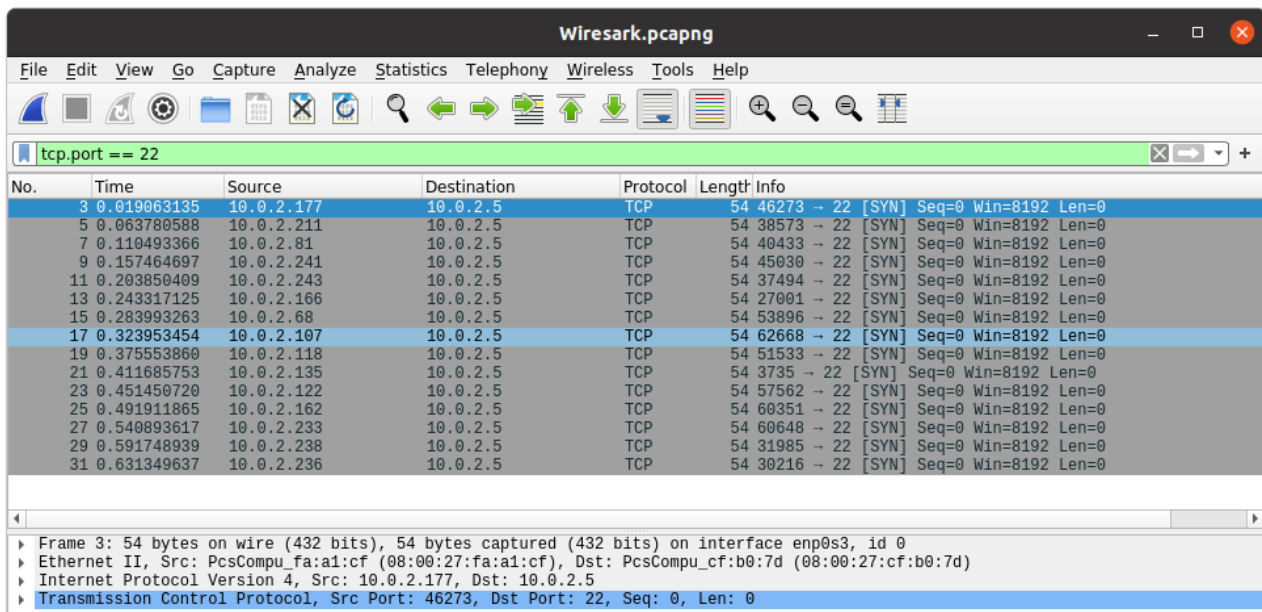 Wiresark.pcapng
File Edit View Go Capture Analyze Statistics Telephony Wireless Tools Help
tcp.port == 22
No. Time Source Destination Protocol Length Info
3 0.019063135 10.0.2.177 10.0.2.5 TCP 54 46273 → 22 [SYN] Seq=0 Win=8192 Len=0
5 0.063780588 10.0.2.211 10.0.2.5 TCP 54 38573 → 22 [SYN] Seq=0 Win=8192 Len=0
7 0.110493366 10.0.2.81 10.0.2.5 TCP 54 40433 → 22 [SYN] Seq=0 Win=8192 Len=0
9 0.157464697 10.0.2.241 10.0.2.5 TCP 54 45030 → 22 [SYN] Seq=0 Win=8192 Len=0
11 0.203850409 10.0.2.243 10.0.2.5 TCP 54 37494 → 22 [SYN] Seq=0 Win=8192 Len=0
13 0.243317125 10.0.2.166 10.0.2.5 TCP 54 27001 → 22 [SYN] Seq=0 Win=8192 Len=0
15 0.283993263 10.0.2.68 10.0.2.5 TCP 54 53896 → 22 [SYN] Seq=0 Win=8192 Len=0
17 0.323953454 10.0.2.107 10.0.2.5 TCP 54 62668 → 22 [SYN] Seq=0 Win=8192 Len=0
19 0.375553860 10.0.2.118 10.0.2.5 TCP 54 51533 → 22 [SYN] Seq=0 Win=8192 Len=0
21 0.411685753 10.0.2.135 10.0.2.5 TCP 54 3735 → 22 [SYN] Seq=0 Win=8192 Len=0
23 0.451450720 10.0.2.122 10.0.2.5 TCP 54 57562 → 22 [SYN] Seq=0 Win=8192 Len=0
25 0.491911865 10.0.2.162 10.0.2.5 TCP 54 60351 → 22 [SYN] Seq=0 Win=8192 Len=0
27 0.540893617 10.0.2.233 10.0.2.5 TCP 54 60648 → 22 [SYN] Seq=0 Win=8192 Len=0
29 0.591748939 10.0.2.238 10.0.2.5 TCP 54 31985 → 22 [SYN] Seq=0 Win=8192 Len=0
31 0.631349637 10.0.2.236 10.0.2.5 TCP 54 30216 → 22 [SYN] Seq=0 Win=8192 Len=0
Frame 3: 54 bytes on wire (432 bits), 54 bytes captured (432 bits) on interface enp0s3, id 0
Ethernet II, Src: PcsCompu_fa:a1:cf (08:00:27:fa:a1:cf), Dst: PcsCompu_cf:b0:7d (08:00:27:cf:b0:7d)
Internet Protocol Version 4, Src: 10.0.2.177, Dst: 10.0.2.5
Transmission Control Protocol, Src Port: 46273, Dst Port: 22, Seq: 0, Len: 0